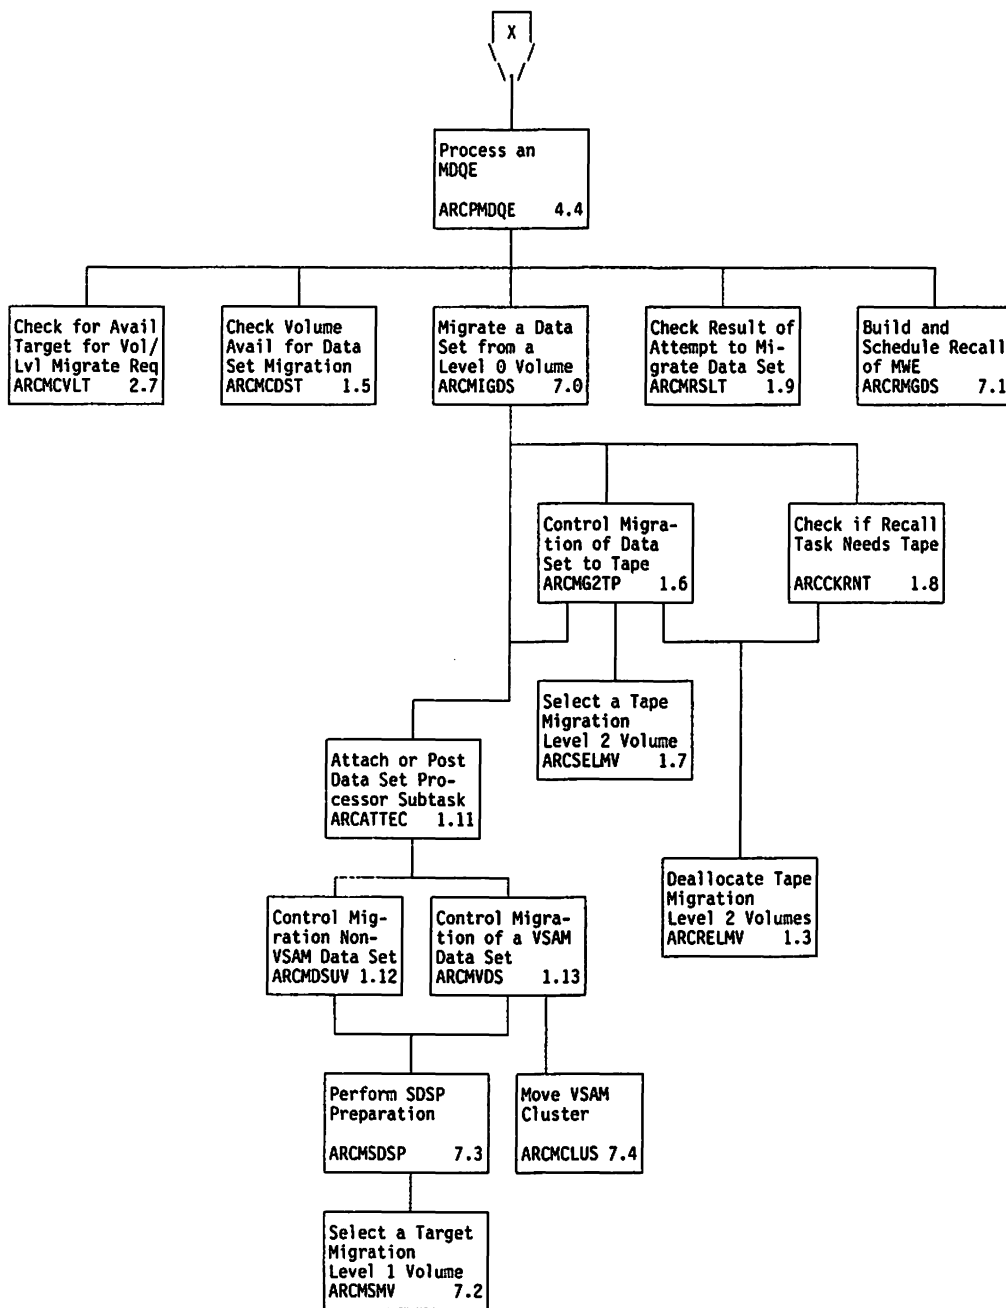 X
Process an
MDQE
ARCPMDQE 4.4
Check for Avail
Target for Vol/
Lvl Migrate Req
ARCMCVLT 2.7
Check Volume
Avail for Data
Set Migration
ARCMCDST 1.5
Migrate a Data
Set from a
Level 0 Volume
ARCMIGDS 7.0
Check Result of
Attempt to Mi-
grate Data Set
ARCMRSLT 1.9
Build and
Schedule Recall
of MWE
ARCRMGDS 7.1
Control Migra-
tion of Data
Set to Tape
ARCMG2TP 1.6
Check if Recall
Task Needs Tape
ARCCKRNT 1.8
Select a Tape
Migration
Level 2 Volume
ARCSELMV 1.7
Attach or Post
Data Set Pro-
cessor Subtask
ARCATTEC 1.11
Deallocate Tape
Migration
Level 2 Volumes
ARCRELMV 1.3
Control Mig-
ration Non-
VSAM Data Set
ARCMDSUV 1.12
Control Migra-
tion of a VSAM
Data Set
ARCMVDS 1.13
Perform SDSP
Preparation
ARCMSDSP 7.3
Move VSAM
Cluster
ARCMCLUS 7.4
Select a Target
Migration
Level 1 Volume
ARCMSMV 7.2